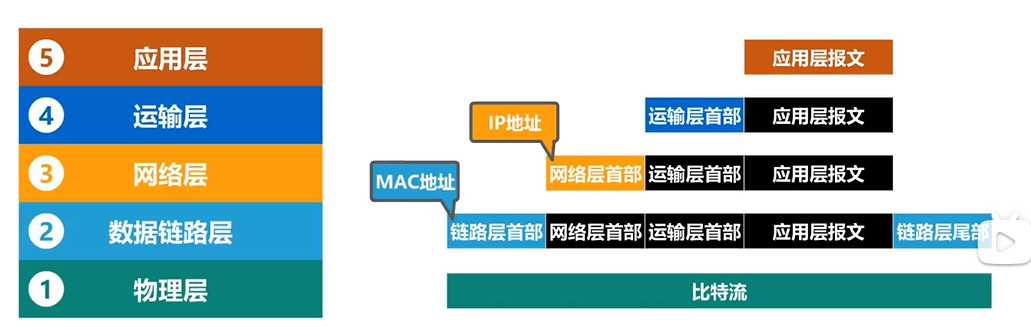 5 应用层
应用层报文
4 运输层
运输层首部 应用层报文
IP地址
3 网络层
网络层首部 运输层首部 应用层报文
MAC地址
2 数据链路层
链路层首部 网络层首部 运输层首部 应用层报文 链路层尾部
1 物理层
比特流